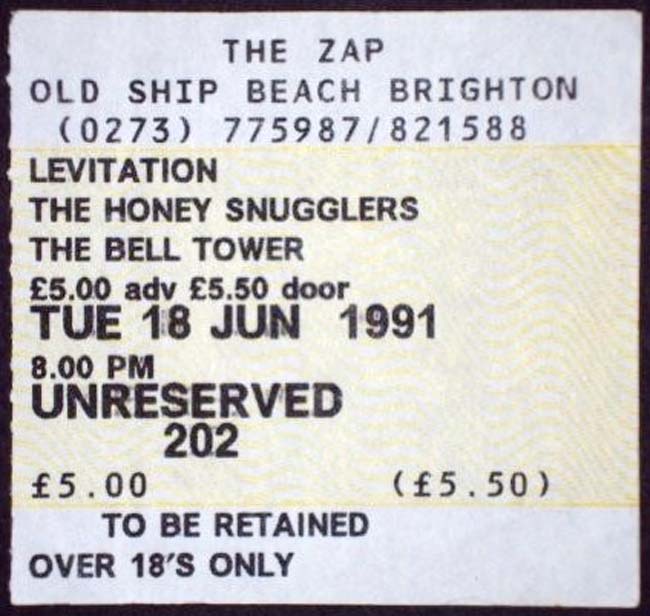 THE ZAP
OLD SHIP BEACH BRIGHTON
(0273) 775987/821588
LEVITATION
THE HONEY SNUGGLERS
THE BELL TOWER
£5.00 adv £5.50 door
TUE 18 JUN 1991
8.00 PM
UNRESERVED
202
£5.00 (£5.50)
TO BE RETAINED
OVER 18'S ONLY